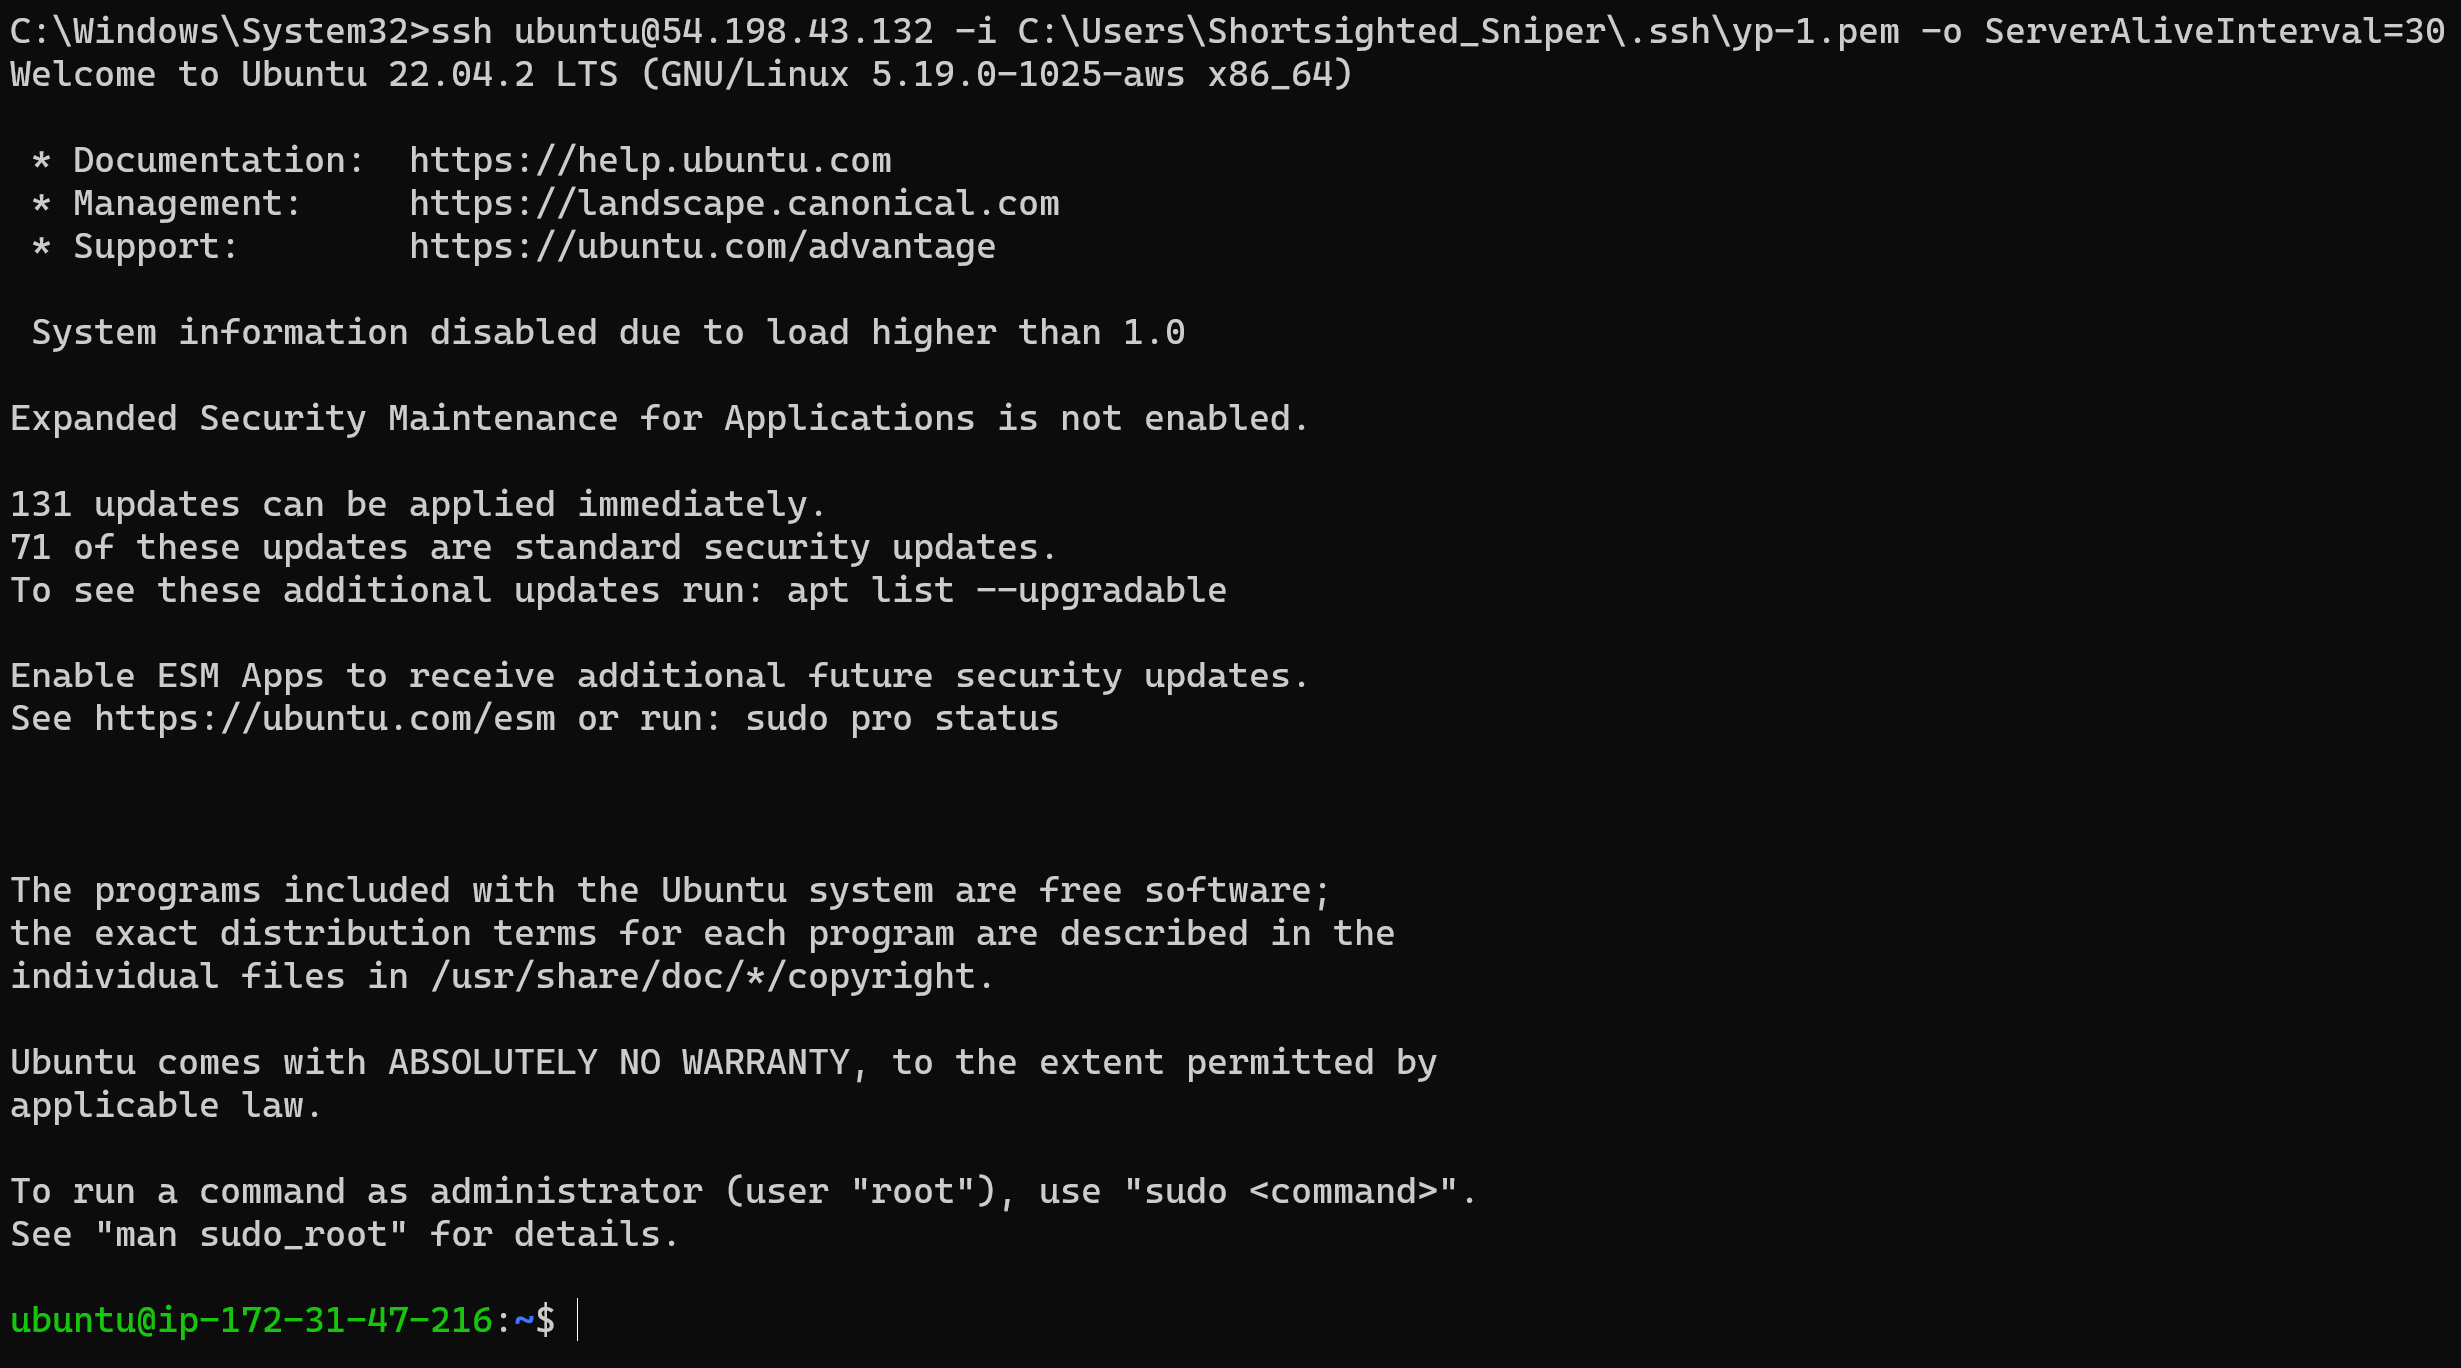 C:\Windows\System32>ssh ubuntu@54.198.43.132 -i C:\Users\Shortsighted_Sniper\.ssh\yp-1.pem -o ServerAliveInterval=30
Welcome to Ubuntu 22.04.2 LTS (GNU/Linux 5.19.0-1025-aws x86_64)

 * Documentation:  https://help.ubuntu.com
 * Management:     https://landscape.canonical.com
 * Support:        https://ubuntu.com/advantage

 System information disabled due to load higher than 1.0

Expanded Security Maintenance for Applications is not enabled.

131 updates can be applied immediately.
71 of these updates are standard security updates.
To see these additional updates run: apt list --upgradable

Enable ESM Apps to receive additional future security updates.
See https://ubuntu.com/esm or run: sudo pro status

The programs included with the Ubuntu system are free software;
the exact distribution terms for each program are described in the
individual files in /usr/share/doc/*/copyright.

Ubuntu comes with ABSOLUTELY NO WARRANTY, to the extent permitted by
applicable law.

To run a command as administrator (user "root"), use "sudo <command>".
See "man sudo_root" for details.

ubuntu@ip-172-31-47-216:~$